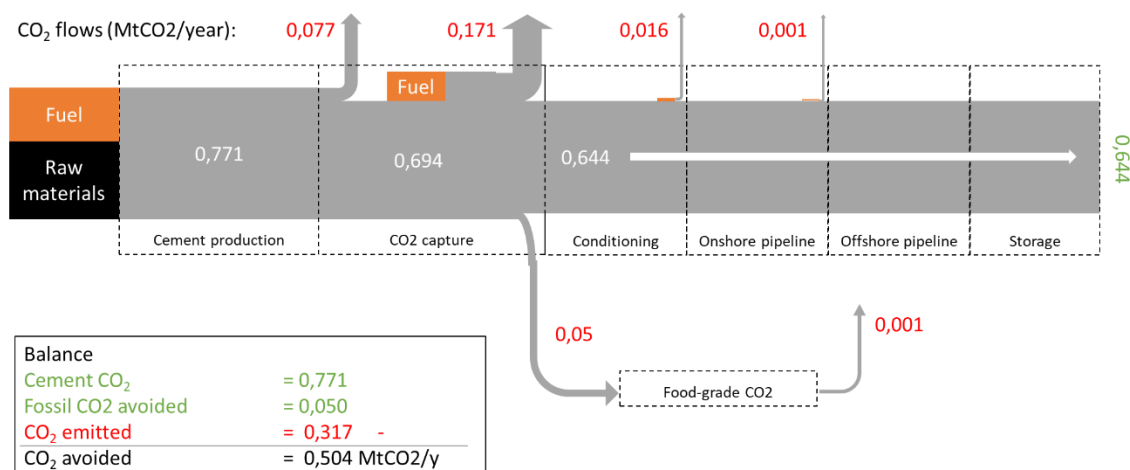 CO2 flows (MtCO2/year):
0,077
0,171
0,016
0,001
Fuel
Fuel
Raw
materials
0,771
0,694
0,644
0,644
Cement production
CO2 capture
Conditioning
Onshore pipeline
Offshore pipeline
Storage
0,05
0,001
Food-grade CO2
Balance
Cement CO2 = 0,771
Fossil CO2 avoided = 0,050
CO2 emitted = 0,317 -
CO2 avoided = 0,504 MtCO2/y